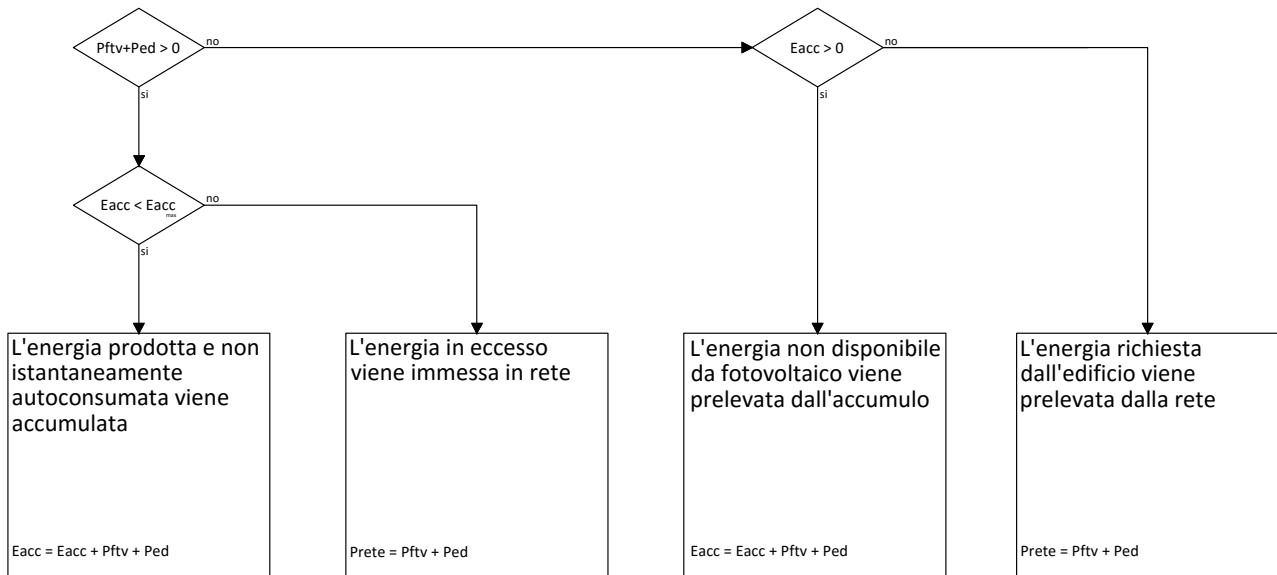 Pftv+Ped > 0
no
si
Eacc > 0
no
si
Eacc < Eacc
max
no
si
L'energia prodotta e non
istantaneamente
autoconsumata viene
accumulata
Eacc = Eacc + Pftv + Ped
L'energia in eccesso
viene immessa in rete
Prete = Pftv + Ped
L'energia non disponibile
da fotovoltaico viene
prelevata dall'accumulo
Eacc = Eacc + Pftv + Ped
L'energia richiesta
dall'edificio viene
prelevata dalla rete
Prete = Pftv + Ped